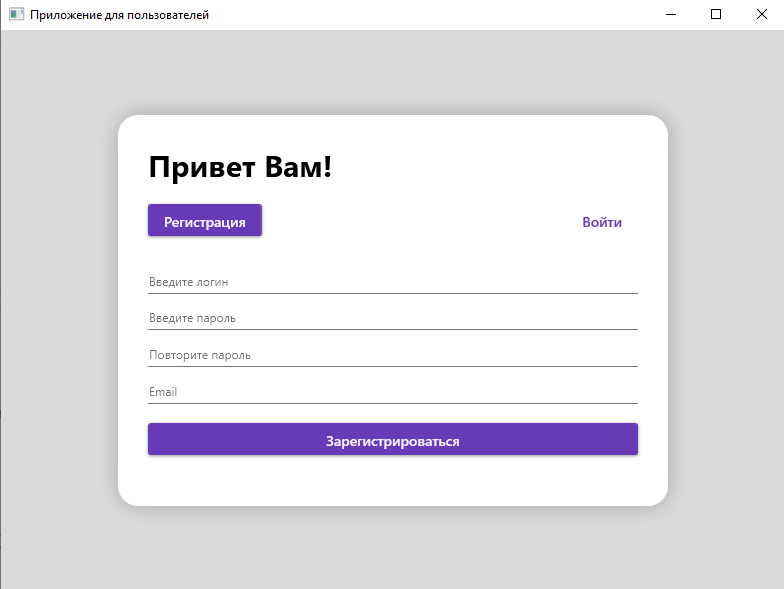 Приложение для пользователей
Привет Вам!
Регистрация
Войти
Введите логин
Введите пароль
Повторите пароль
Email
Зарегистрироваться